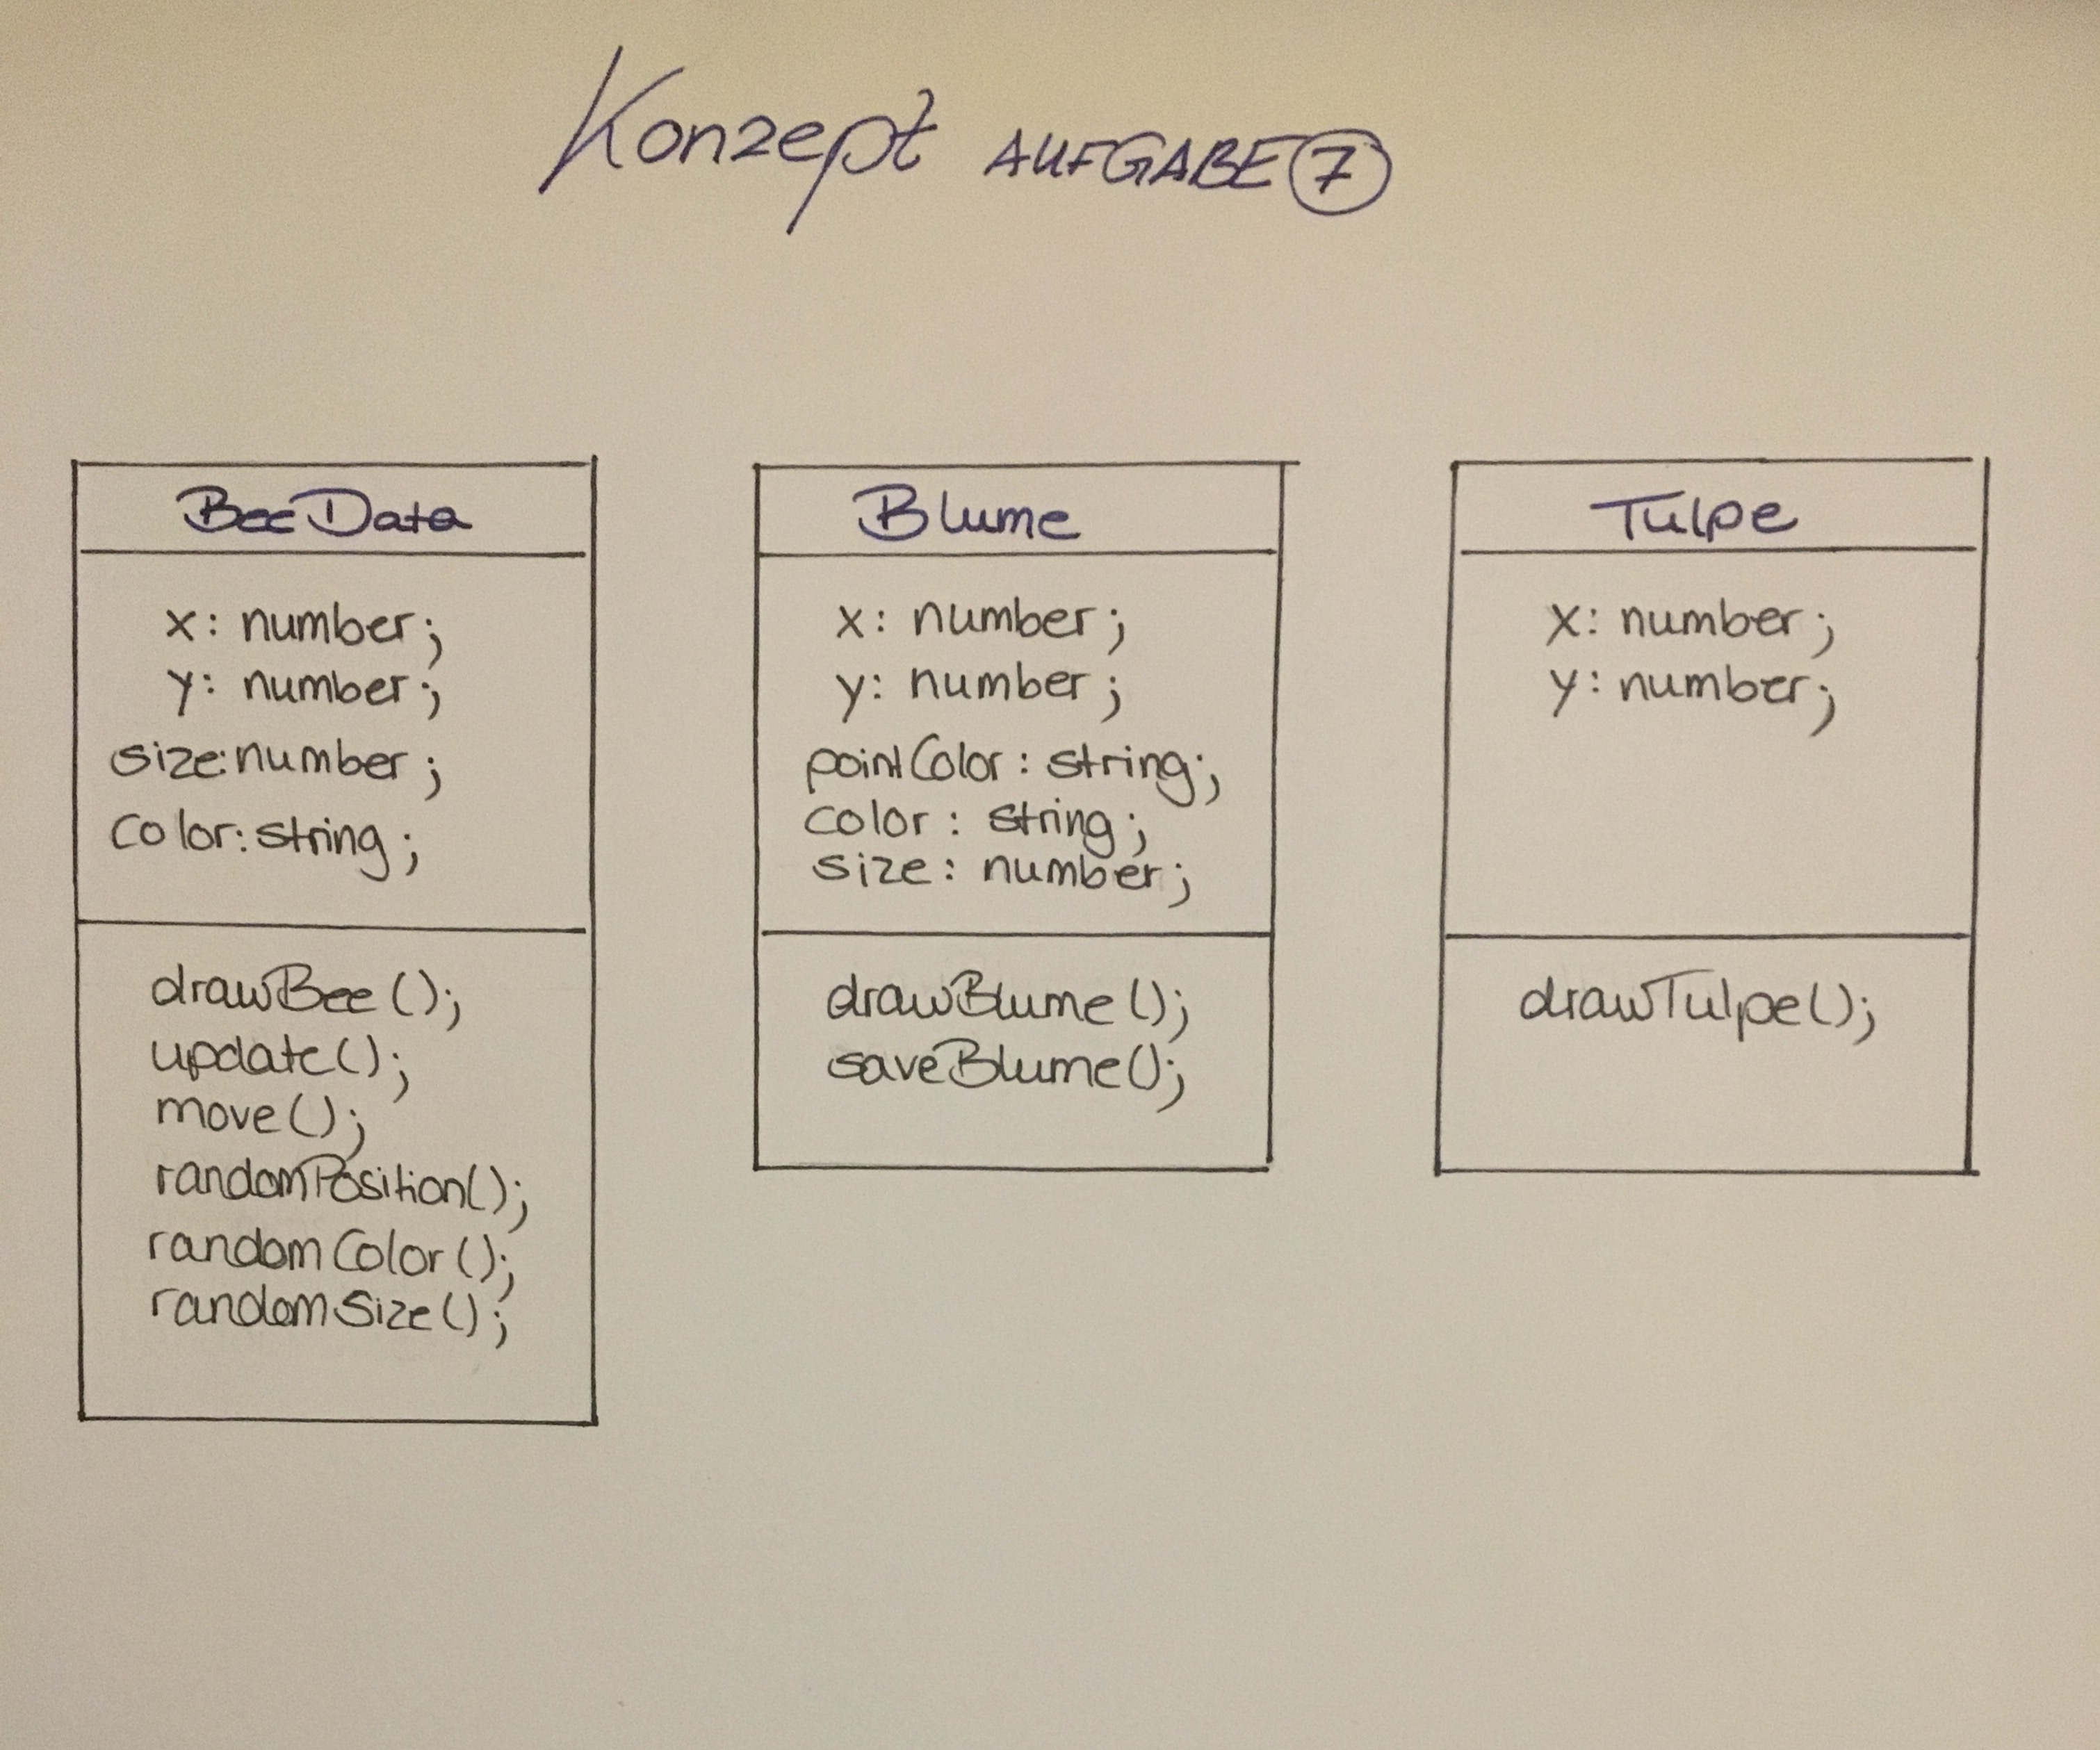 Konzept AUFGABE 7
BeeData
x: number;
y: number;
size: number;
color: string;
drawBee();
update();
move();
randomPosition();
randomColor();
randomSize();
Blume
x: number;
y: number;
pointColor: string;
color: string;
size: number;
drawBlume();
saveBlume();
Tulpe
x: number;
y: number;
drawTulpe();